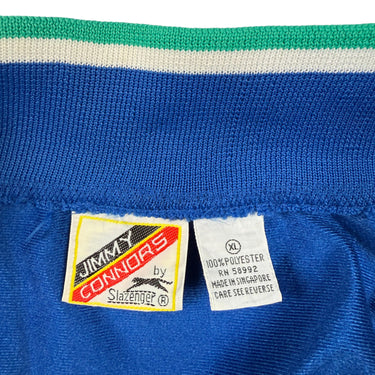 JIMMY
CONNORS
by
Slazenger ®
XL
100% POLYESTER
RN 58992
MADE IN SINGAPORE
CARE SEE REVERSE